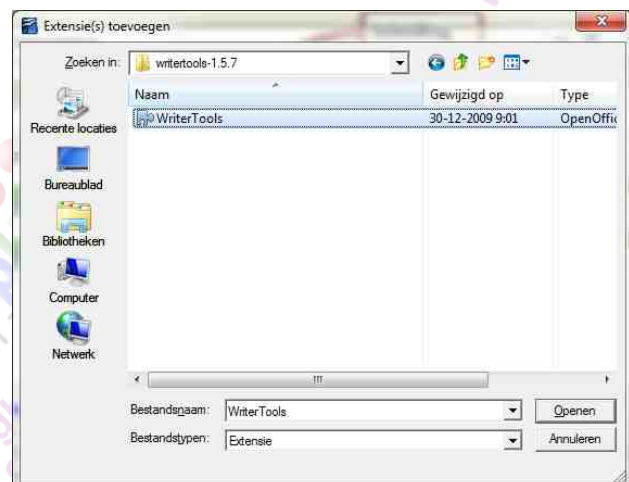 Extensie(s) toevoegen
Zoeken in: writertools-1.5.7
Naam Gewijzigd op Type
WriterTools 30-12-2009 9:01 OpenOffic
Recente locaties
Bureaublad
Bibliotheken
Computer
Netwerk
Bestandsnaam: WriterTools Openen
Bestandstypen: Extensie Annuleren